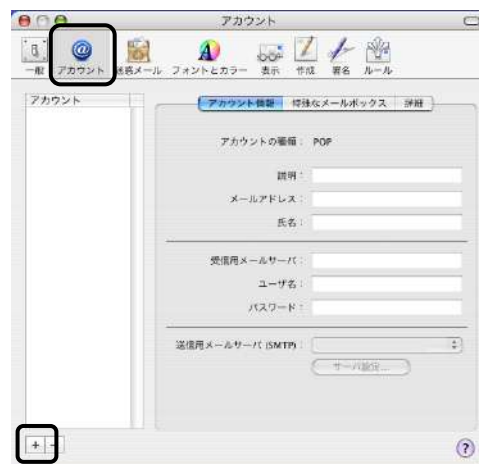 アカウント
一般 アカウント 迷惑メール フォントとカラー 表示 作成 署名 ルール
アカウント
アカウント情報 特殊なメールボックス 詳細
アカウントの種類： POP
説明：
メールアドレス：
氏名：
受信用メールサーバ：
ユーザ名：
パスワード：
送信用メールサーバ (SMTP)：
サーバ設定...
+ -
?